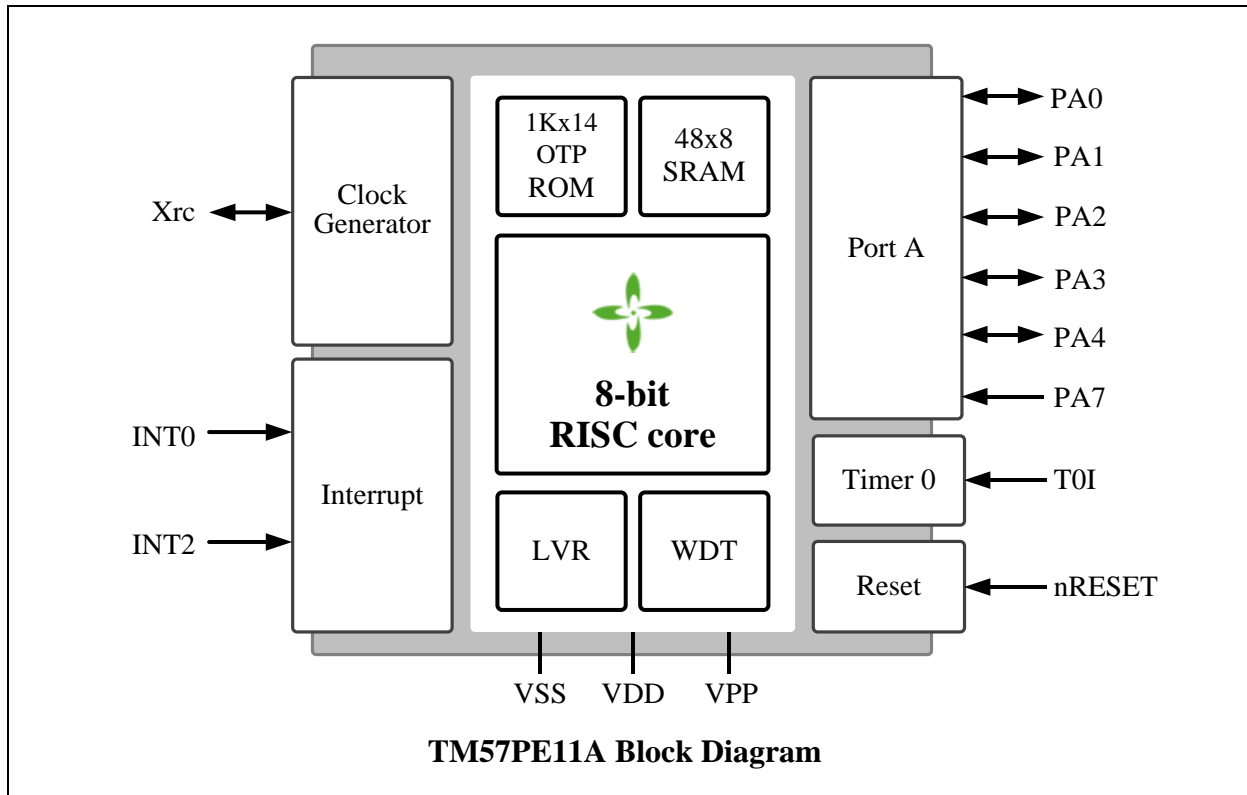 Xrc
INT0
INT2
Clock
Generator
Interrupt
1Kx14
OTP
ROM
48x8
SRAM
8-bit
RISC core
LVR
WDT
Port A
Timer 0
Reset
PA0
PA1
PA2
PA3
PA4
PA7
T0I
nRESET
VSS
VDD
VPP
TM57PE11A Block Diagram